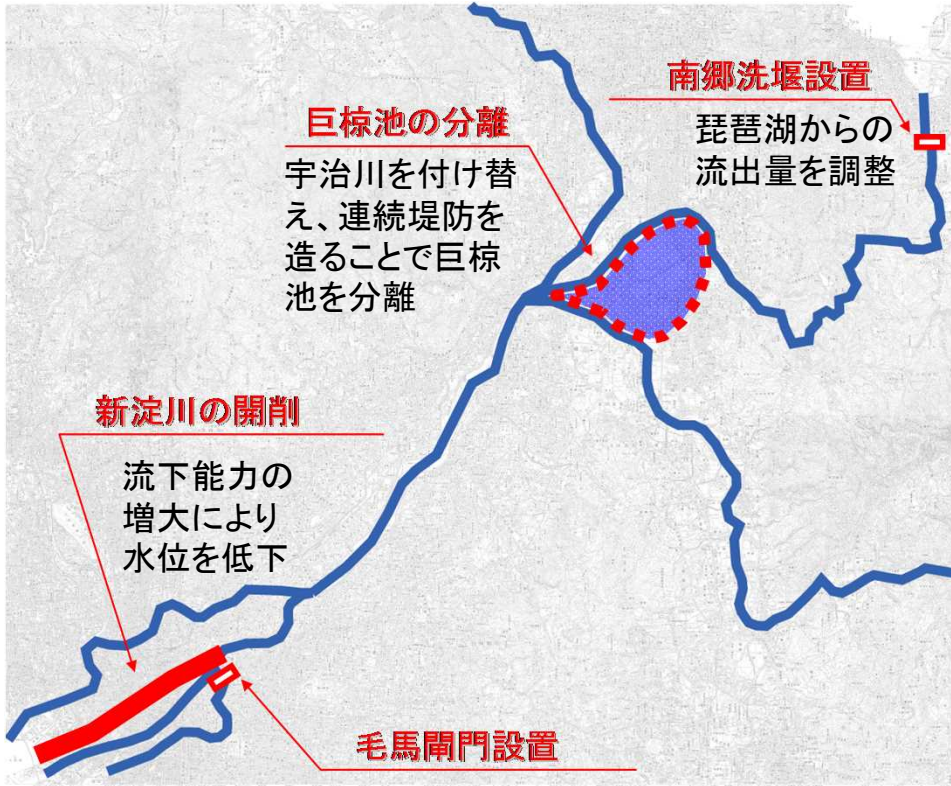 南郷洗堰設置
琵琶湖からの
流出量を調整
巨椋池の分離
宇治川を付け替
え、連続堤防を
造ることで巨椋
池を分離
新淀川の開削
流下能力の
増大により
水位を低下
毛馬閘門設置